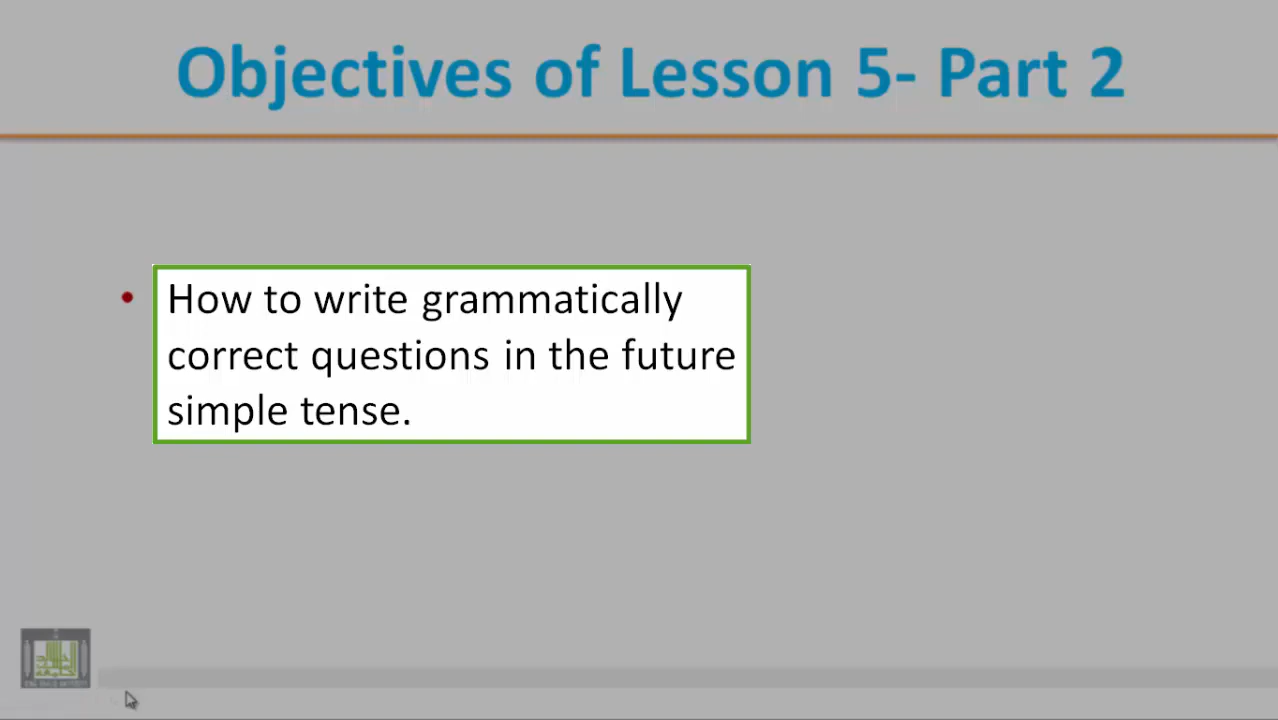 Objectives of Lesson 5- Part 2
• How to write grammatically
correct questions in the future
simple tense.